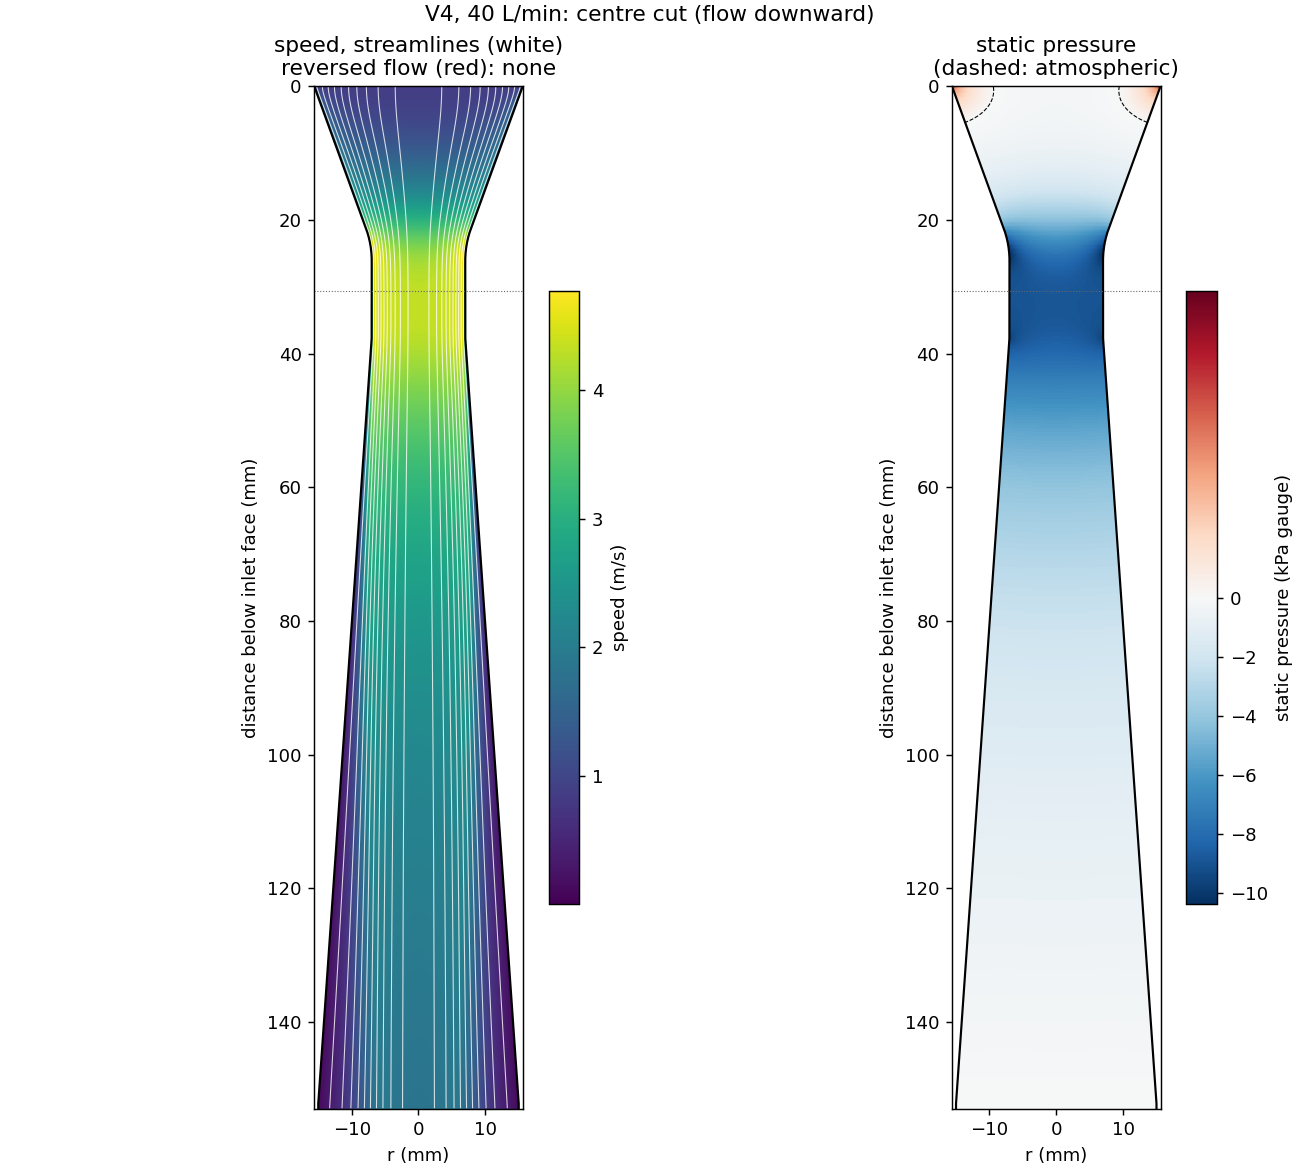 V4, 40 L/min: centre cut (flow downward)
speed, streamlines (white)
reversed flow (red): none
0
20
40
60
80
100
120
140
distance below inlet face (mm)
−10
0
10
r (mm)
4
3
2
1
speed (m/s)
static pressure
(dashed: atmospheric)
0
20
40
60
80
100
120
140
distance below inlet face (mm)
−10
0
10
r (mm)
0
−2
−4
−6
−8
−10
static pressure (kPa gauge)